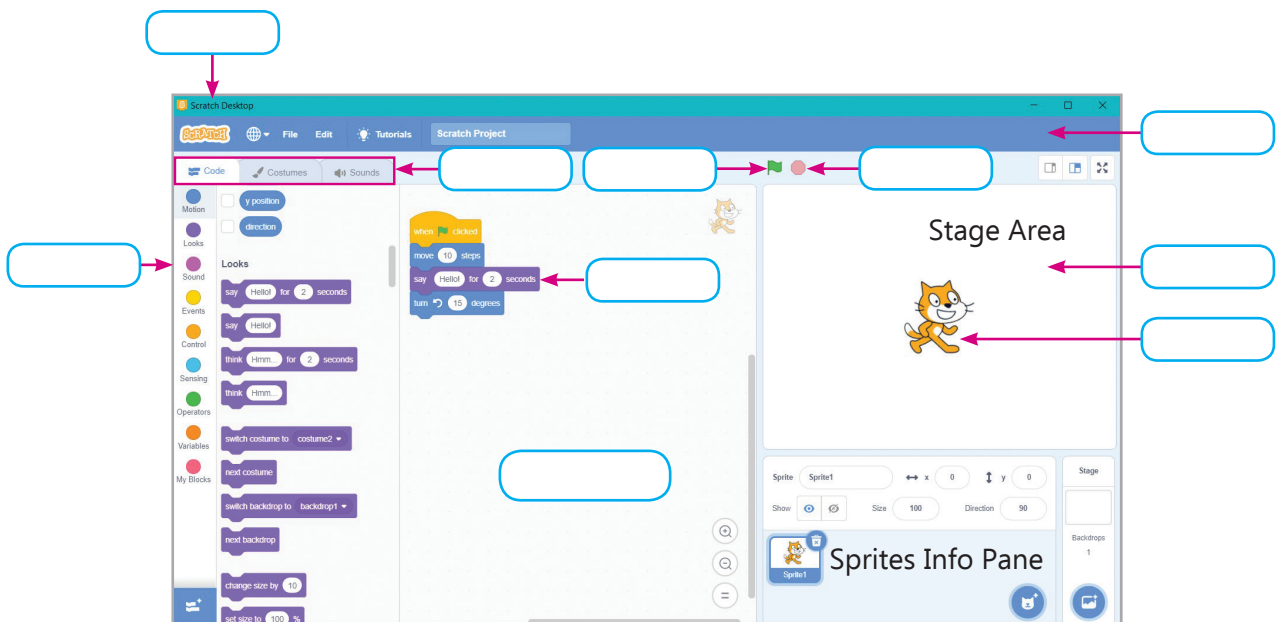 Scratch Desktop
SCRATCH File Edit Tutorials Scratch Project
Code Costumes Sounds
Motion
Looks
Sound
Events
Control
Sensing
Operators
Variables
My Blocks
y position
direction
Looks
say Hello! for 2 seconds
say Hello!
think Hmm... for 2 seconds
think Hmm...
switch costume to costume2
next costume
switch backdrop to backdrop1
next backdrop
change size by 10
set size to 100 %
when clicked
move 10 steps
say Hello! for 2 seconds
turn 15 degrees
Stage Area
Sprite Sprite1 x 0 y 0
Show Size 100 Direction 90
Sprite1
Sprites Info Pane
Stage
Backdrops
1